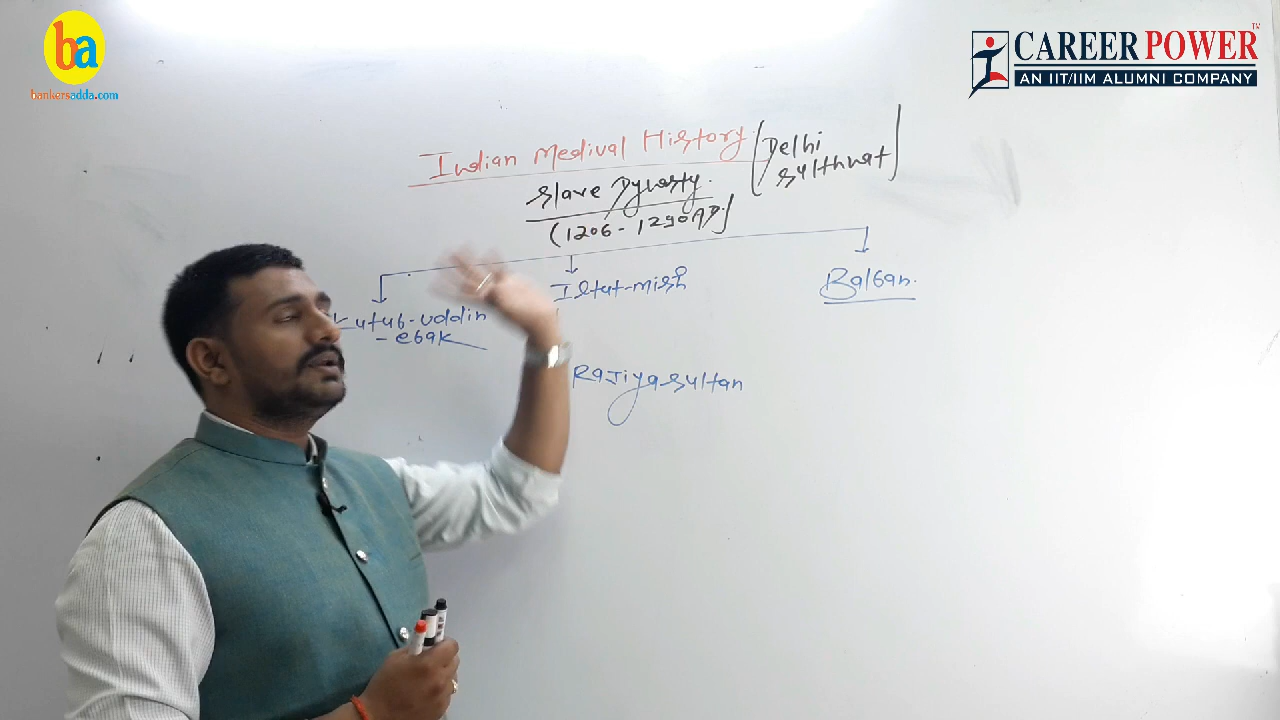 ba
bankersadda.com
CAREER POWER
TM
AN IIT/IIM ALUMNI COMPANY
Indian Medival History
Delhi
Sulthnat
Slave Dynasty
(1206 - 1290AD)
Kutub-uddin
- ebak
Iltut-mish
Balban.
Rajiya Sultan